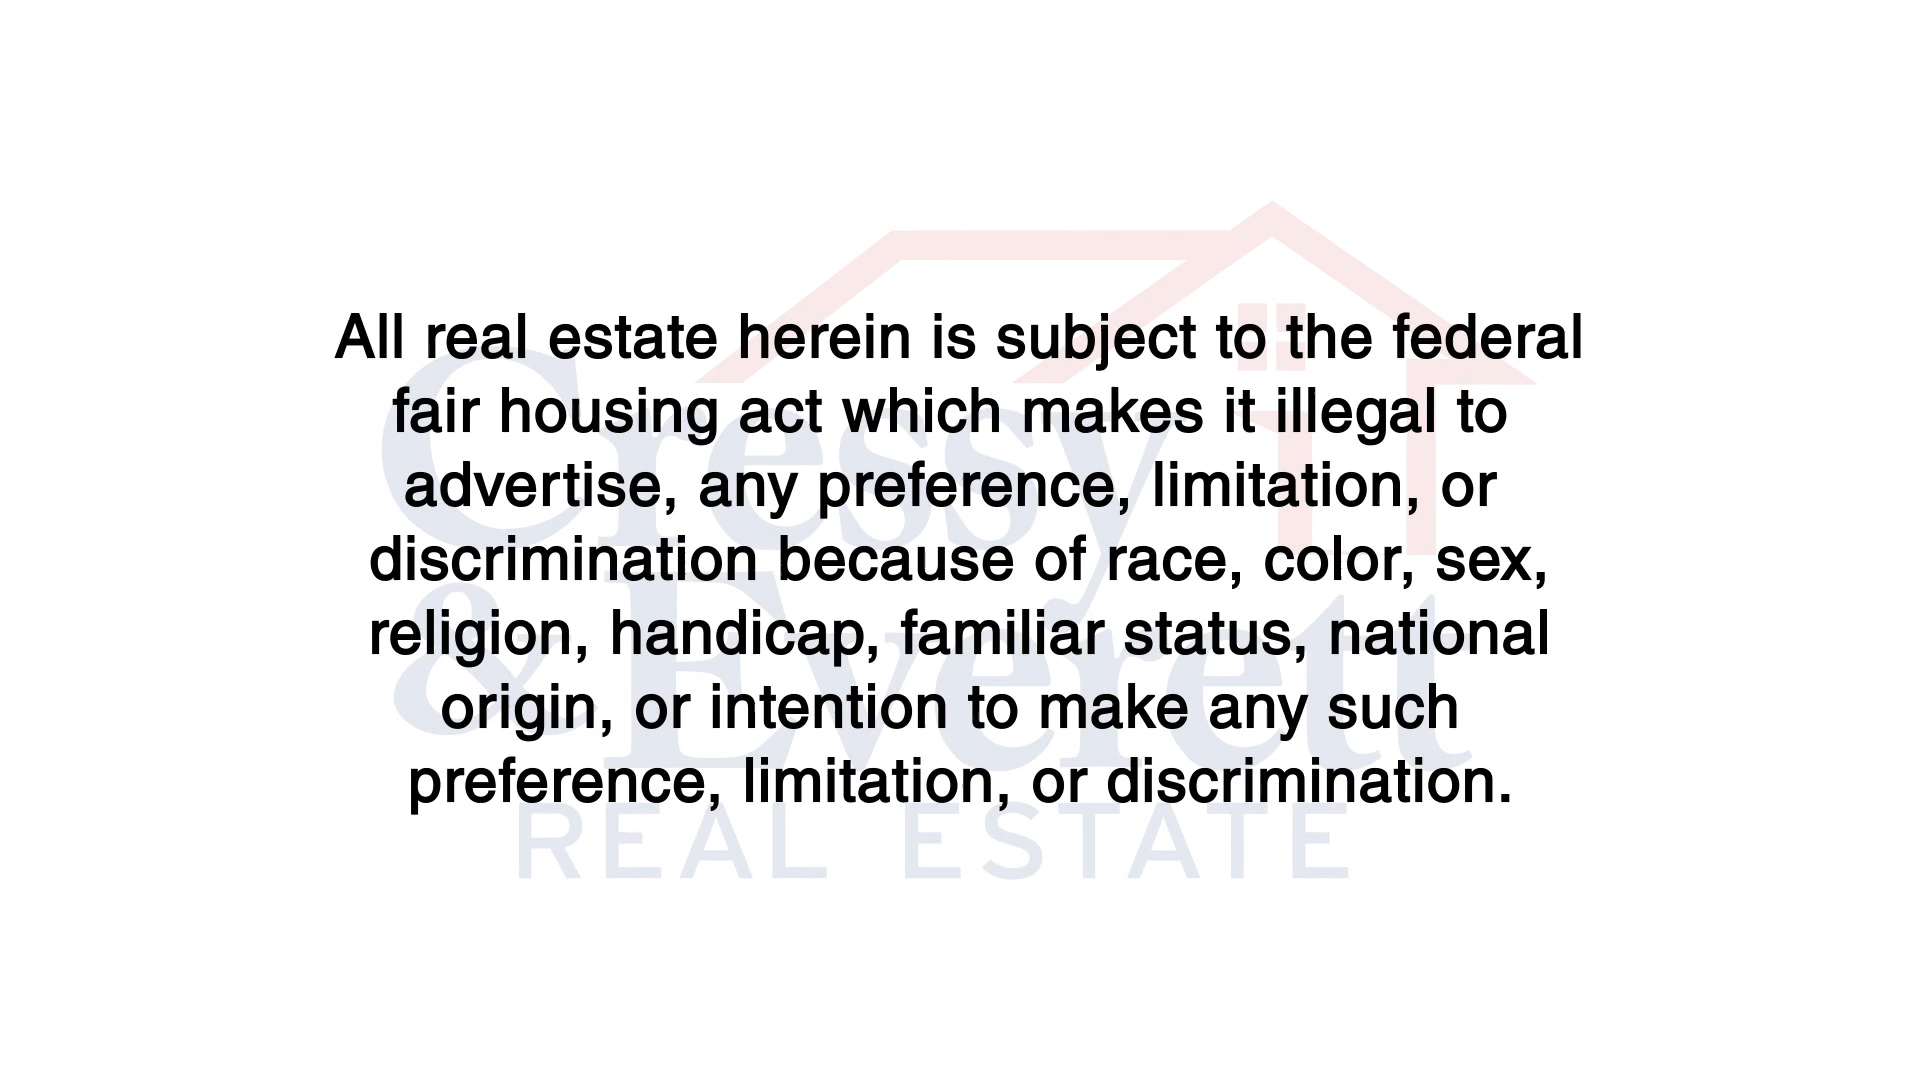 All real estate herein is subject to the federal
fair housing act which makes it illegal to
advertise, any preference, limitation, or
discrimination because of race, color, sex,
religion, handicap, familiar status, national
origin, or intention to make any such
preference, limitation, or discrimination.
Cressy
& Everett
REAL ESTATE